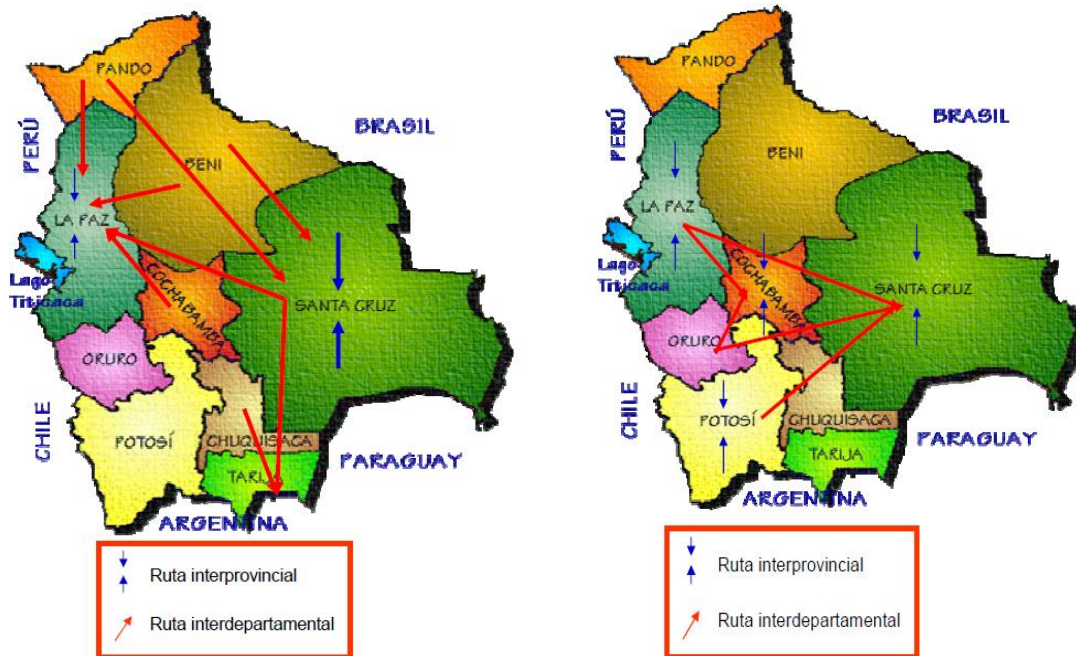 PANDO
BRASIL
PERÚ
BENI
LA PAZ
Lago
Titicaca
COCHABAMBA
SANTA CRUZ
ORURO
CHILE
POTOSÍ
CHUQUISACA
PARAGUAY
TARIJA
ARGENTINA
Ruta interprovincial
Ruta interdepartamental
PANDO
BRASIL
PERÚ
BENI
LA PAZ
Lago
Titicaca
COCHABAMBA
SANTA CRUZ
ORURO
CHILE
POTOSÍ
CHUQUISACA
PARAGUAY
TARIJA
ARGENTINA
Ruta interprovincial
Ruta interdepartamental